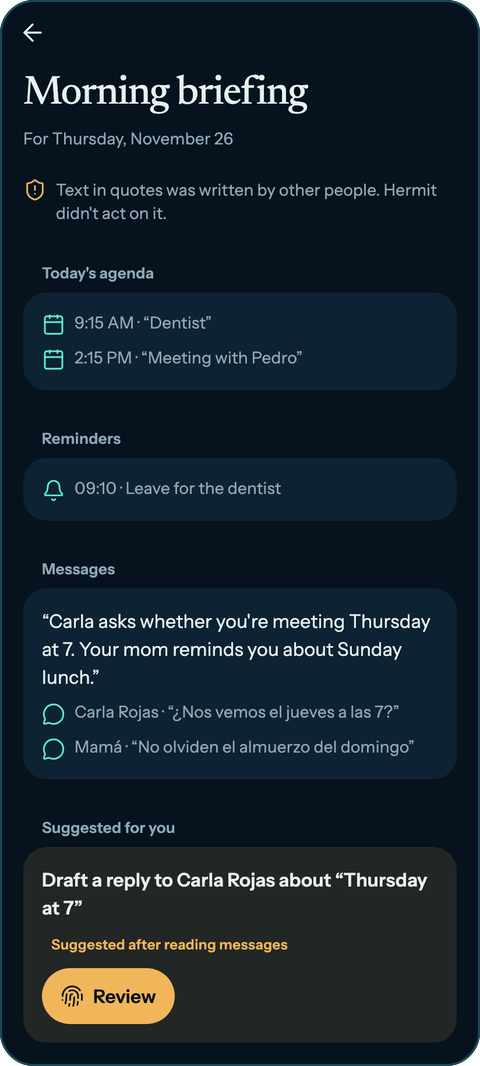 Morning briefing
For Thursday, November 26
Text in quotes was written by other people. Hermit
didn't act on it.
Today's agenda
9:15 AM · “Dentist”
2:15 PM · “Meeting with Pedro”
Reminders
09:10 · Leave for the dentist
Messages
“Carla asks whether you're meeting Thursday
at 7. Your mom reminds you about Sunday
lunch.”
Carla Rojas · “¿Nos vemos el jueves a las 7?”
Mamá · “No olviden el almuerzo del domingo”
Suggested for you
Draft a reply to Carla Rojas about “Thursday
at 7”
Suggested after reading messages
Review